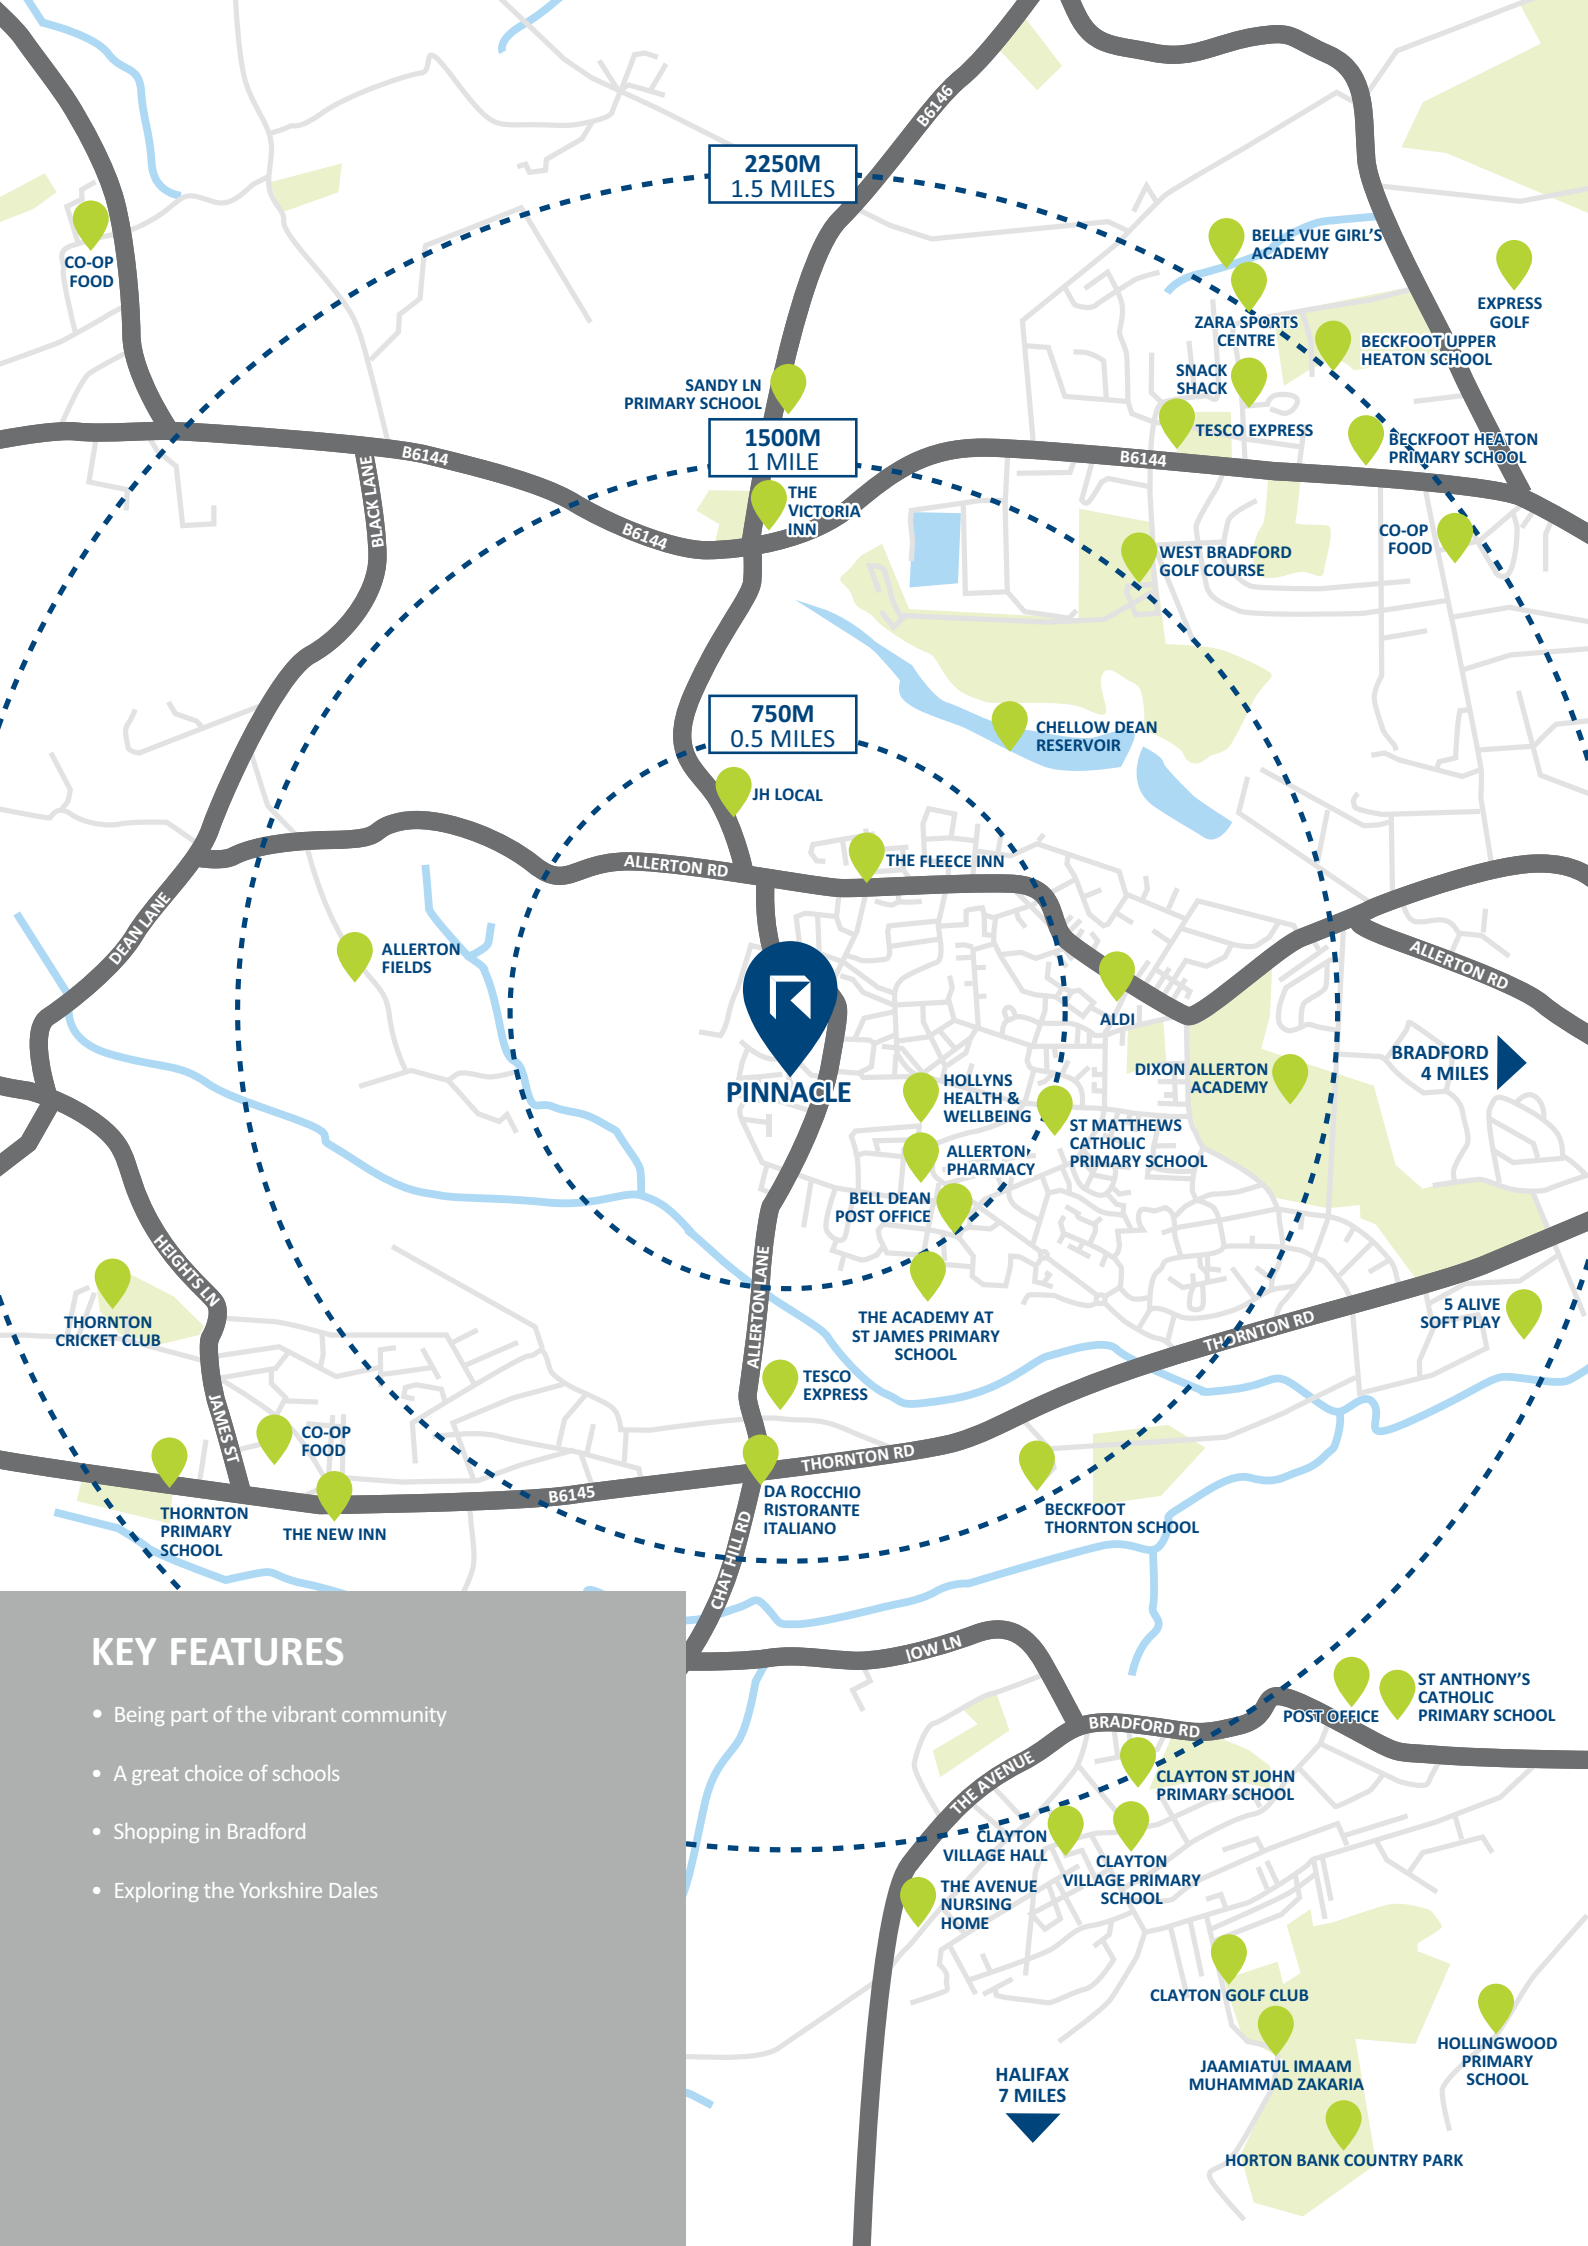 B6146
2250M
1.5 MILES
BELLE VUE GIRL'S
ACADEMY
CO-OP
FOOD
EXPRESS
GOLF
ZARA SPORTS
CENTRE
BECKFOOT UPPER
HEATON SCHOOL
SNACK
SHACK
SANDY LN
PRIMARY SCHOOL
TESCO EXPRESS
1500M
1 MILE
BECKFOOT HEATON
PRIMARY SCHOOL
B6144
B6144
BLACK LANE
THE
VICTORIA
INN
B6144
CO-OP
FOOD
WEST BRADFORD
GOLF COURSE
750M
0.5 MILES
CHELLOW DEAN
RESERVOIR
JH LOCAL
ALLERTON RD
THE FLEECE INN
DEAN LANE
ALLERTON
FIELDS
ALLERTON RD
ALDI
BRADFORD
4 MILES
PINNACLE
DIXON ALLERTON
ACADEMY
HOLLYNS
HEALTH &
WELLBEING
ST MATTHEWS
CATHOLIC
PRIMARY SCHOOL
ALLERTON
PHARMACY
BELL DEAN
POST OFFICE
HEIGHTS LN
ALLERTON LANE
THORNTON
CRICKET CLUB
THE ACADEMY AT
ST JAMES PRIMARY
SCHOOL
THORNTON RD
5 ALIVE
SOFT PLAY
TESCO
EXPRESS
JAMES ST
CO-OP
FOOD
THORNTON RD
B6145
THORNTON
PRIMARY
SCHOOL
THE NEW INN
DA ROCCHIO
RISTORANTE
ITALIANO
BECKFOOT
THORNTON SCHOOL
CHAT HILL RD
KEY FEATURES
• Being part of the vibrant community
• A great choice of schools
• Shopping in Bradford
• Exploring the Yorkshire Dales
IOW LN
ST ANTHONY'S
CATHOLIC
PRIMARY SCHOOL
POST OFFICE
BRADFORD RD
THE AVENUE
CLAYTON ST JOHN
PRIMARY SCHOOL
CLAYTON
VILLAGE HALL
CLAYTON
VILLAGE PRIMARY
SCHOOL
THE AVENUE
NURSING
HOME
CLAYTON GOLF CLUB
HOLLINGWOOD
PRIMARY
SCHOOL
JAAMIATUL IMAAM
MUHAMMAD ZAKARIA
HALIFAX
7 MILES
HORTON BANK COUNTRY PARK